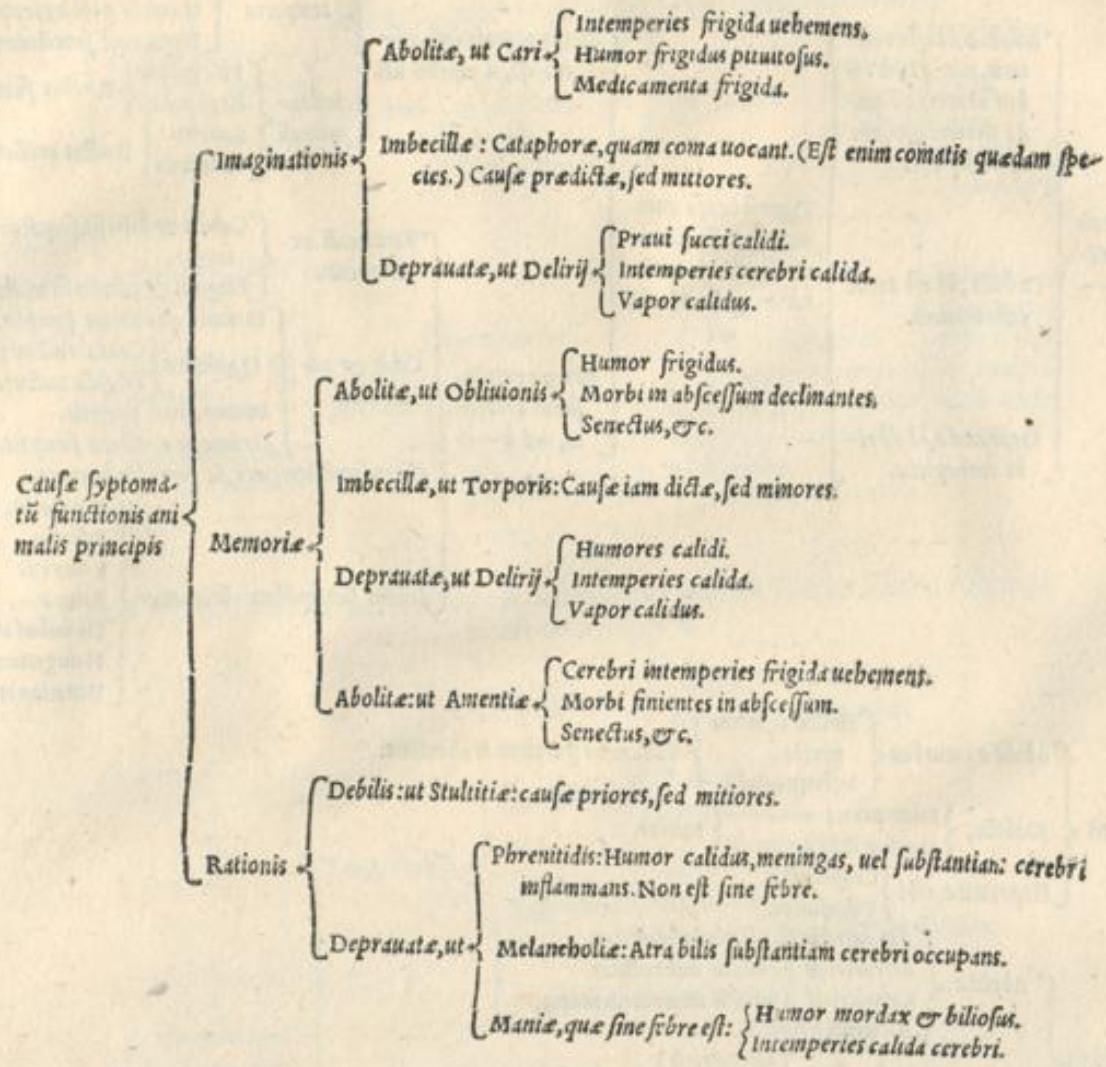 Intemperies frigida uehemens.
Abolitæ, ut Cari Humor frigidus pituitosus.
Medicamenta frigida.
Imaginationis Imbecillæ : Cataphoræ, quam coma uocant. (Est enim comatis quædam spe-
cies.) Causæ prædictæ, sed minores.
Praui succi calidi.
Deprauatæ, ut Delirij Intemperies cerebri calida.
Vapor calidus.
Humor frigidus.
Abolitæ, ut Obliuionis Morbi in abscessum declinantes.
Senectus, &c.
Imbecillæ, ut Torporis: Causæ iam dictæ, sed minores.
Causæ syptoma-
tū functionis ani
malis principis
Memoriæ
Humores calidi.
Deprauatæ, ut Delirij Intemperies calida.
Vapor calidus.
Cerebri intemperies frigida uehemens.
Abolitæ: ut Amentiæ Morbi finientes in abscessum.
Senectus, &c.
Debilis: ut Stultitiæ: causæ priores, sed mitiores.
Rationis
Phrenitidis: Humor calidus, meningas, uel substantiam cerebri
inflammans. Non est sine febre.
Deprauatæ, ut Melancholiæ: Atra bilis substantiam cerebri occupans.
Maniæ, quæ sine febre est: Humor mordax & biliosus.
Intemperies calida cerebri.